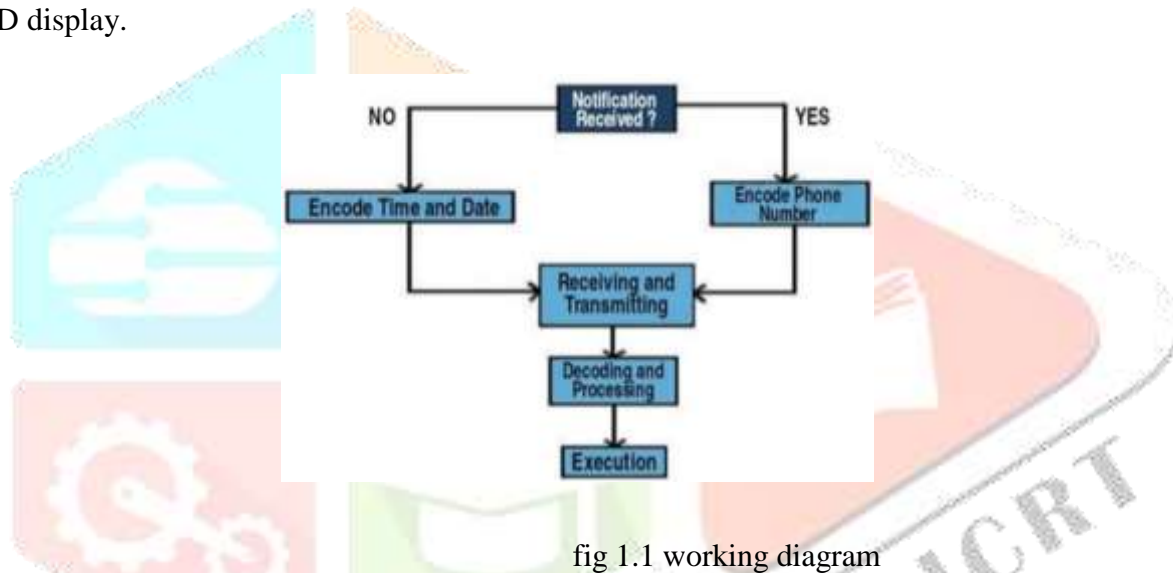 D display.
Notification
Received ?
NO
YES
Encode Time and Date
Encode Phone
Number
Receiving and
Transmitting
Decoding and
Processing
Execution
fig 1.1 working diagram